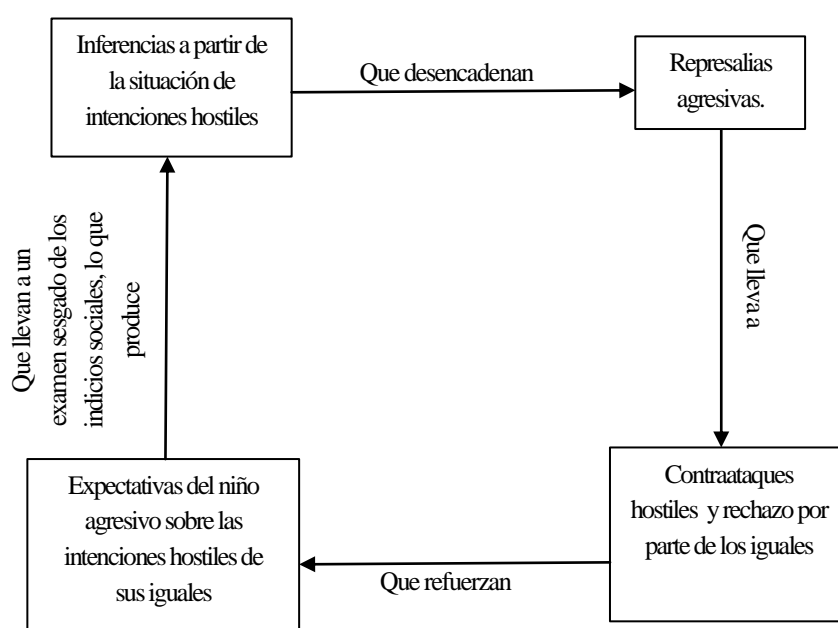 Inferencias a partir de
la situación de
intenciones hostiles
Que desencadenan
Represalias
agresivas.
Que lleva a
Contraataques
hostiles y rechazo por
parte de los iguales
Que refuerzan
Expectativas del niño
agresivo sobre las
intenciones hostiles de
sus iguales
Que llevan a un
examen sesgado de los
indicios sociales, lo que
produce